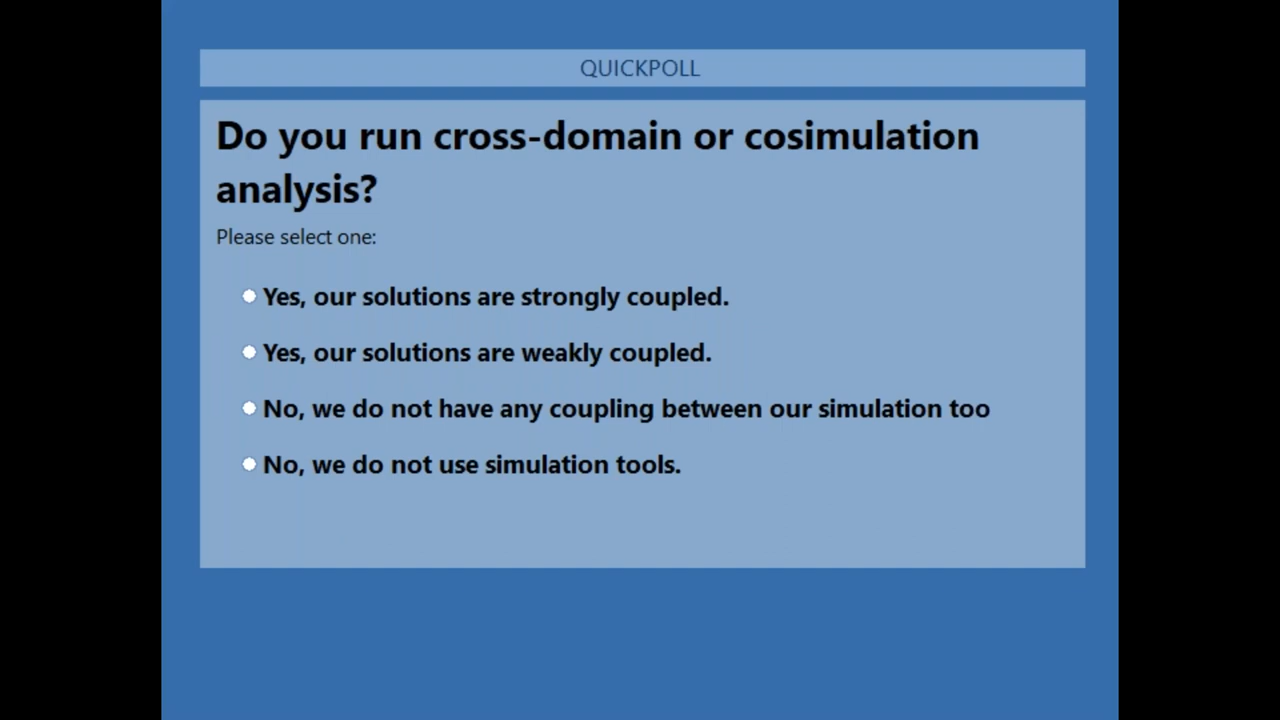 QUICKPOLL
Do you run cross-domain or cosimulation
analysis?
Please select one:
Yes, our solutions are strongly coupled.
Yes, our solutions are weakly coupled.
No, we do not have any coupling between our simulation too
No, we do not use simulation tools.